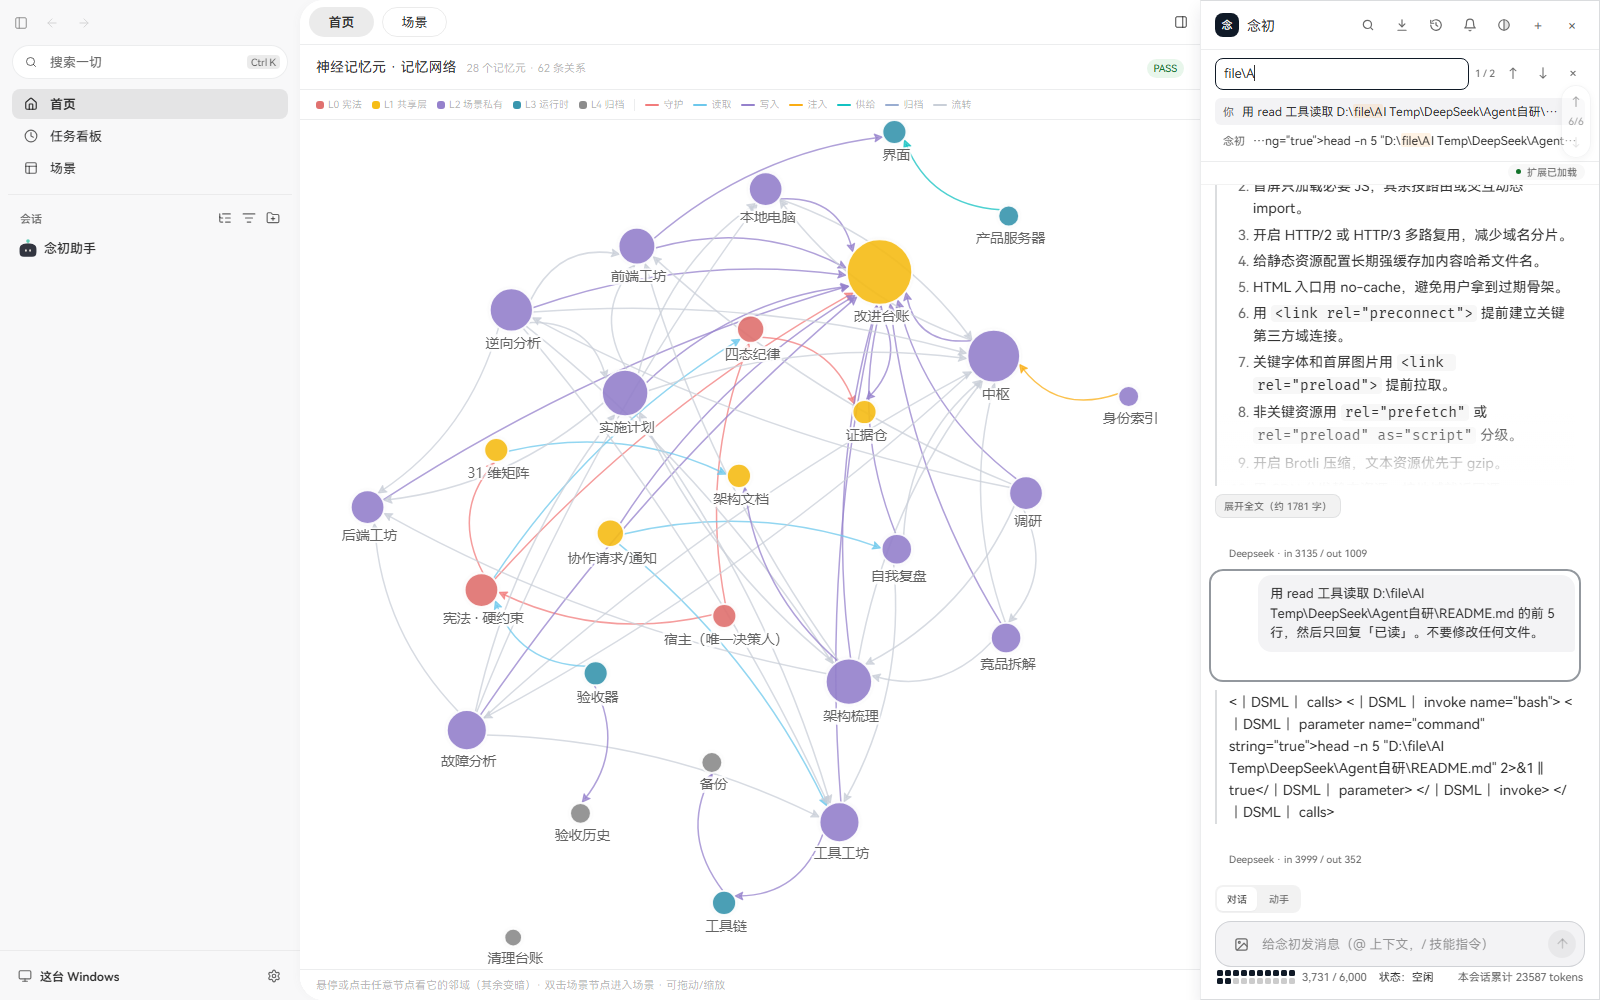 搜索一切
Ctrl K
首页
任务看板
场景
会话
念初助手
这台 Windows
首页
场景
神经记忆元 · 记忆网络
28 个记忆元 · 62 条关系
PASS
L0 宪法
L1 共享层
L2 场景私有
L3 运行时
L4 归档
守护
读取
写入
注入
供给
归档
流转
界面
本地电脑
产品服务器
前端工坊
改进台账
逆向分析
四态纪律
中枢
身份索引
实施计划
证据仓
31 维矩阵
架构文档
调研
后端工坊
协作请求/通知
自我复盘
宪法 · 硬约束
宿主（唯一决策人）
竞品拆解
验收器
架构梳理
故障分析
备份
验收历史
工具工坊
工具链
清理台账
悬停或点击任意节点看它的邻域（其余变暗） · 双击场景节点进入场景 · 可拖动/缩放
念
念初
file\A
1 / 2
你 用 read 工具读取 D:\file\AI Temp\DeepSeek\Agent自研\···
念初 ···ng="true">head -n 5 "D:\file\AI Temp\DeepSeek\Agent···
6/6
扩展已加载
2. 首屏只加载必要 JS，其余按路由或交互动态
import。
3. 开启 HTTP/2 或 HTTP/3 多路复用，减少域名分片。
4. 给静态资源配置长期强缓存加内容哈希文件名。
5. HTML 入口用 no-cache，避免用户拿到过期骨架。
6. 用 <link rel="preconnect"> 提前建立关键
第三方域连接。
7. 关键字体和首屏图片用 <link
rel="preload"> 提前拉取。
8. 非关键资源用 rel="prefetch" 或
rel="preload" as="script" 分级。
9. 开启 Brotli 压缩，文本资源优先于 gzip。
展开全文（约 1781 字）
Deepseek · in 3135 / out 1009
用 read 工具读取 D:\file\AI
Temp\DeepSeek\Agent自研\README.md 的前 5
行，然后只回复「已读」。不要修改任何文件。
<｜DSML｜ calls> <｜DSML｜ invoke name="bash"> <
｜DSML｜ parameter name="command"
string="true">head -n 5 "D:\file\AI
Temp\DeepSeek\Agent自研\README.md" 2>&1 ||
true</｜DSML｜ parameter> </｜DSML｜ invoke> </
｜DSML｜ calls>
Deepseek · in 3999 / out 352
对话
动手
给念初发消息（@ 上下文，/ 技能指令）
3,731 / 6,000
状态：空闲
本会话累计 23587 tokens